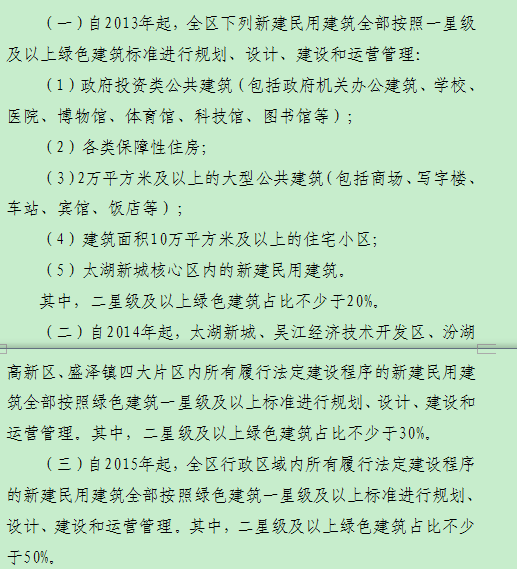 （一）自2013年起，全区下列新建民用建筑全部按照一星级
及以上绿色建筑标准进行规划、设计、建设和运营管理：
（1）政府投资类公共建筑（包括政府机关办公建筑、学校、
医院、博物馆、体育馆、科技馆、图书馆等）；
（2）各类保障性住房；
（3）2万平方米及以上的大型公共建筑（包括商场、写字楼、
车站、宾馆、饭店等）；
（4）建筑面积10万平方米及以上的住宅小区；
（5）太湖新城核心区内的新建民用建筑。
其中，二星级及以上绿色建筑占比不少于20%。
（二）自2014年起，太湖新城、吴江经济技术开发区、汾湖
高新区、盛泽镇四大片区内所有履行法定建设程序的新建民用建
筑全部按照绿色建筑一星级及以上标准进行规划、设计、建设和
运营管理。其中，二星级及以上绿色建筑占比不少于30%。
（三）自2015年起，全区行政区域内所有履行法定建设程序
的新建民用建筑全部按照绿色建筑一星级及以上标准进行规划、
设计、建设和运营管理。其中，二星级及以上绿色建筑占比不少
于50%。